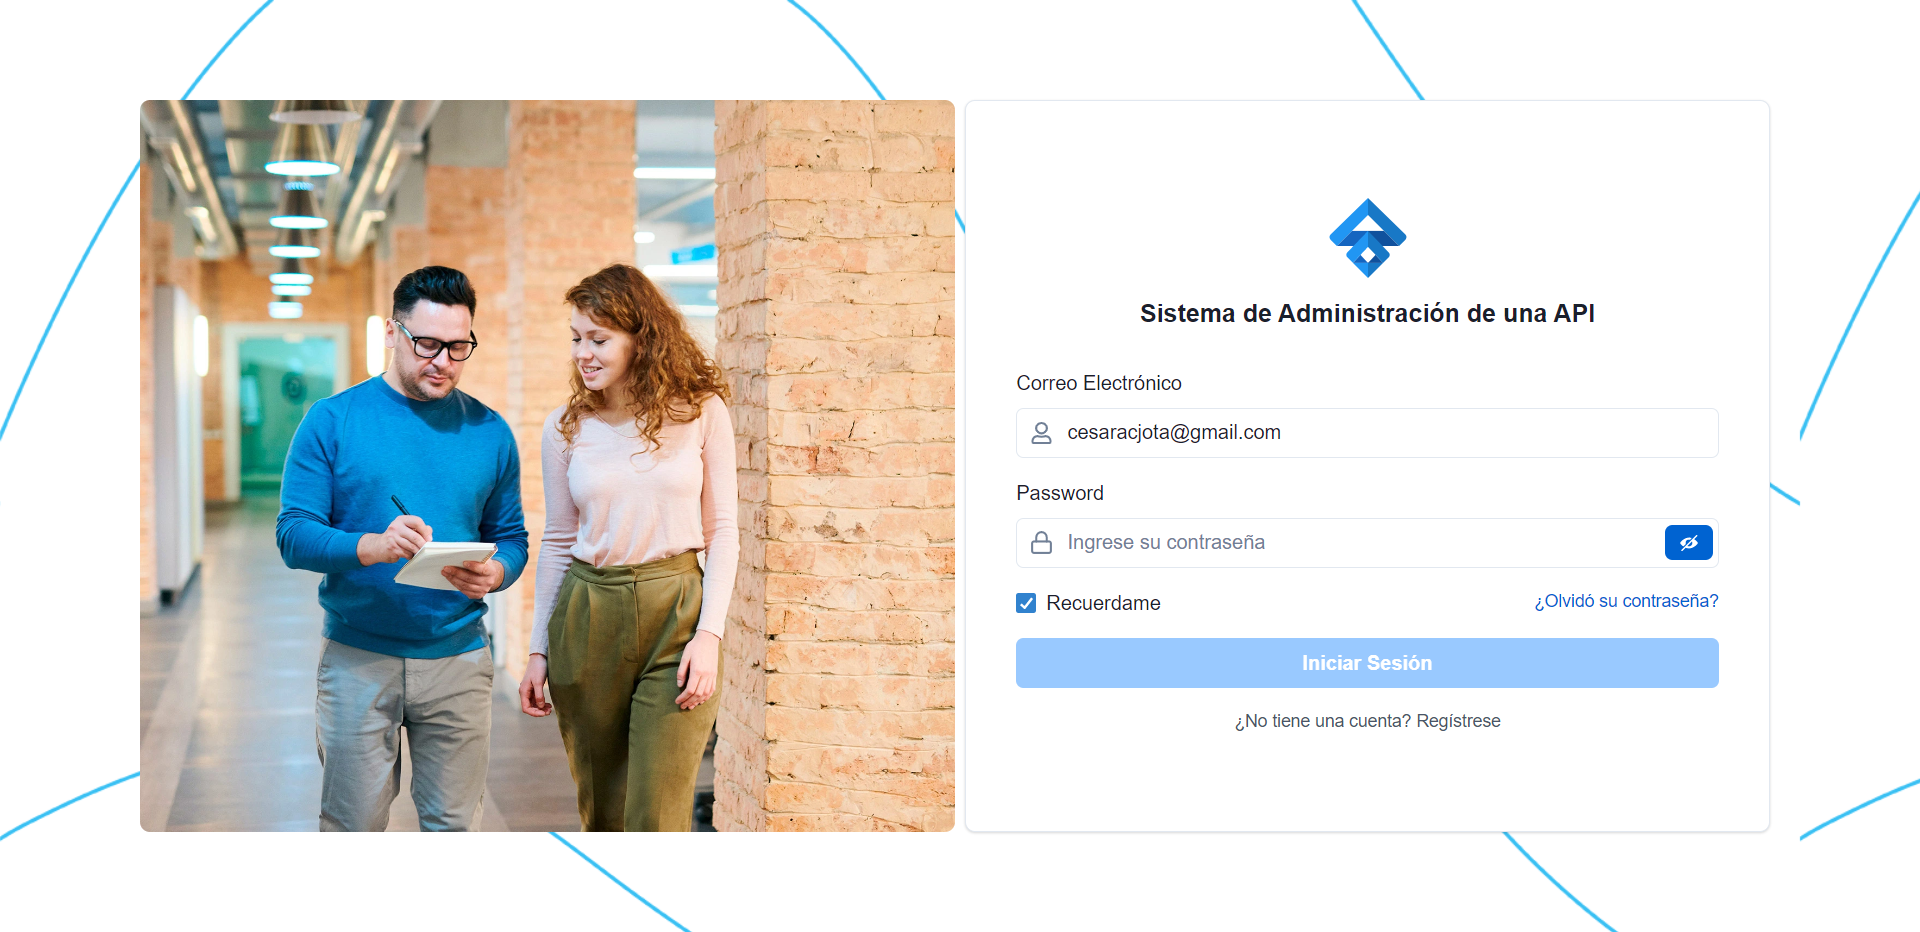 Sistema de Administración de una API
Correo Electrónico
cesaracjota@gmail.com
Password
Ingrese su contraseña
Recuerdame
¿Olvidó su contraseña?
Iniciar Sesión
¿No tiene una cuenta? Regístrese